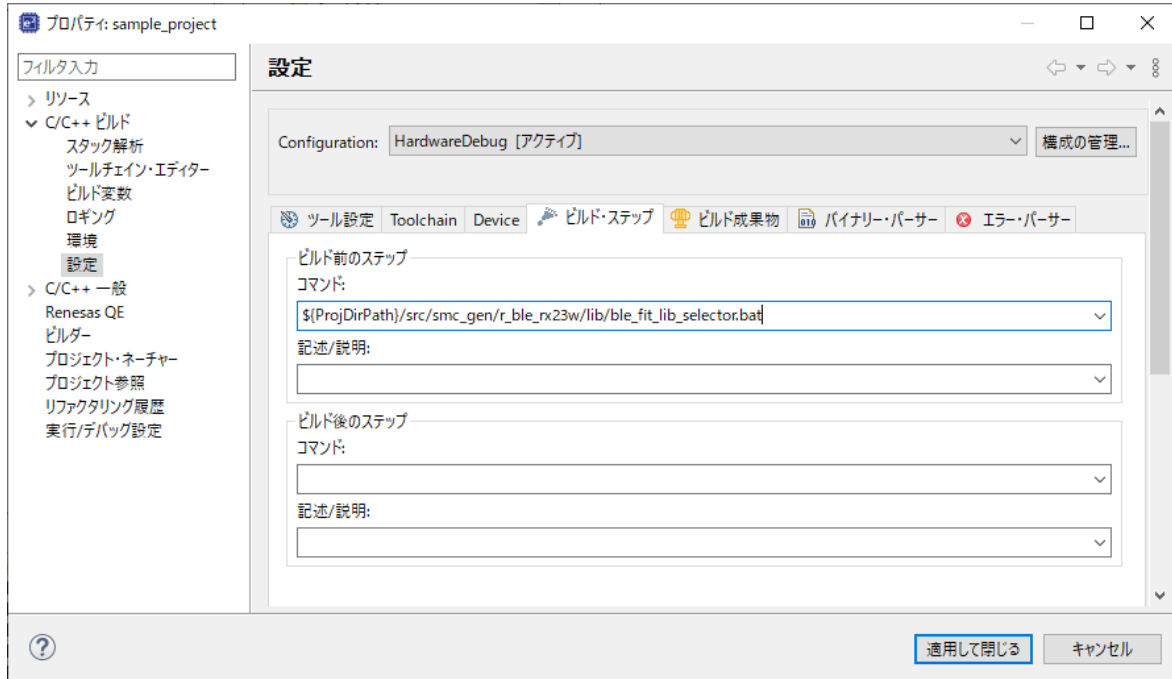 プロパティ: sample_project
フィルタ入力
設定
リソース
C/C++ ビルド
スタック解析
ツールチェイン・エディター
ビルド変数
ロギング
環境
設定
C/C++ 一般
Renesas QE
ビルダー
プロジェクト・ネーチャー
プロジェクト参照
リファクタリング履歴
実行/デバッグ設定
Configuration: HardwareDebug [アクティブ] 構成の管理...
ツール設定 Toolchain Device ビルド・ステップ ビルド成果物 バイナリー・パーサー エラー・パーサー
ビルド前のステップ
コマンド:
${ProjDirPath}/src/smc_gen/r_ble_rx23w/lib/ble_fit_lib_selector.bat
記述/説明:
ビルド後のステップ
コマンド:
記述/説明:
適用して閉じる キャンセル